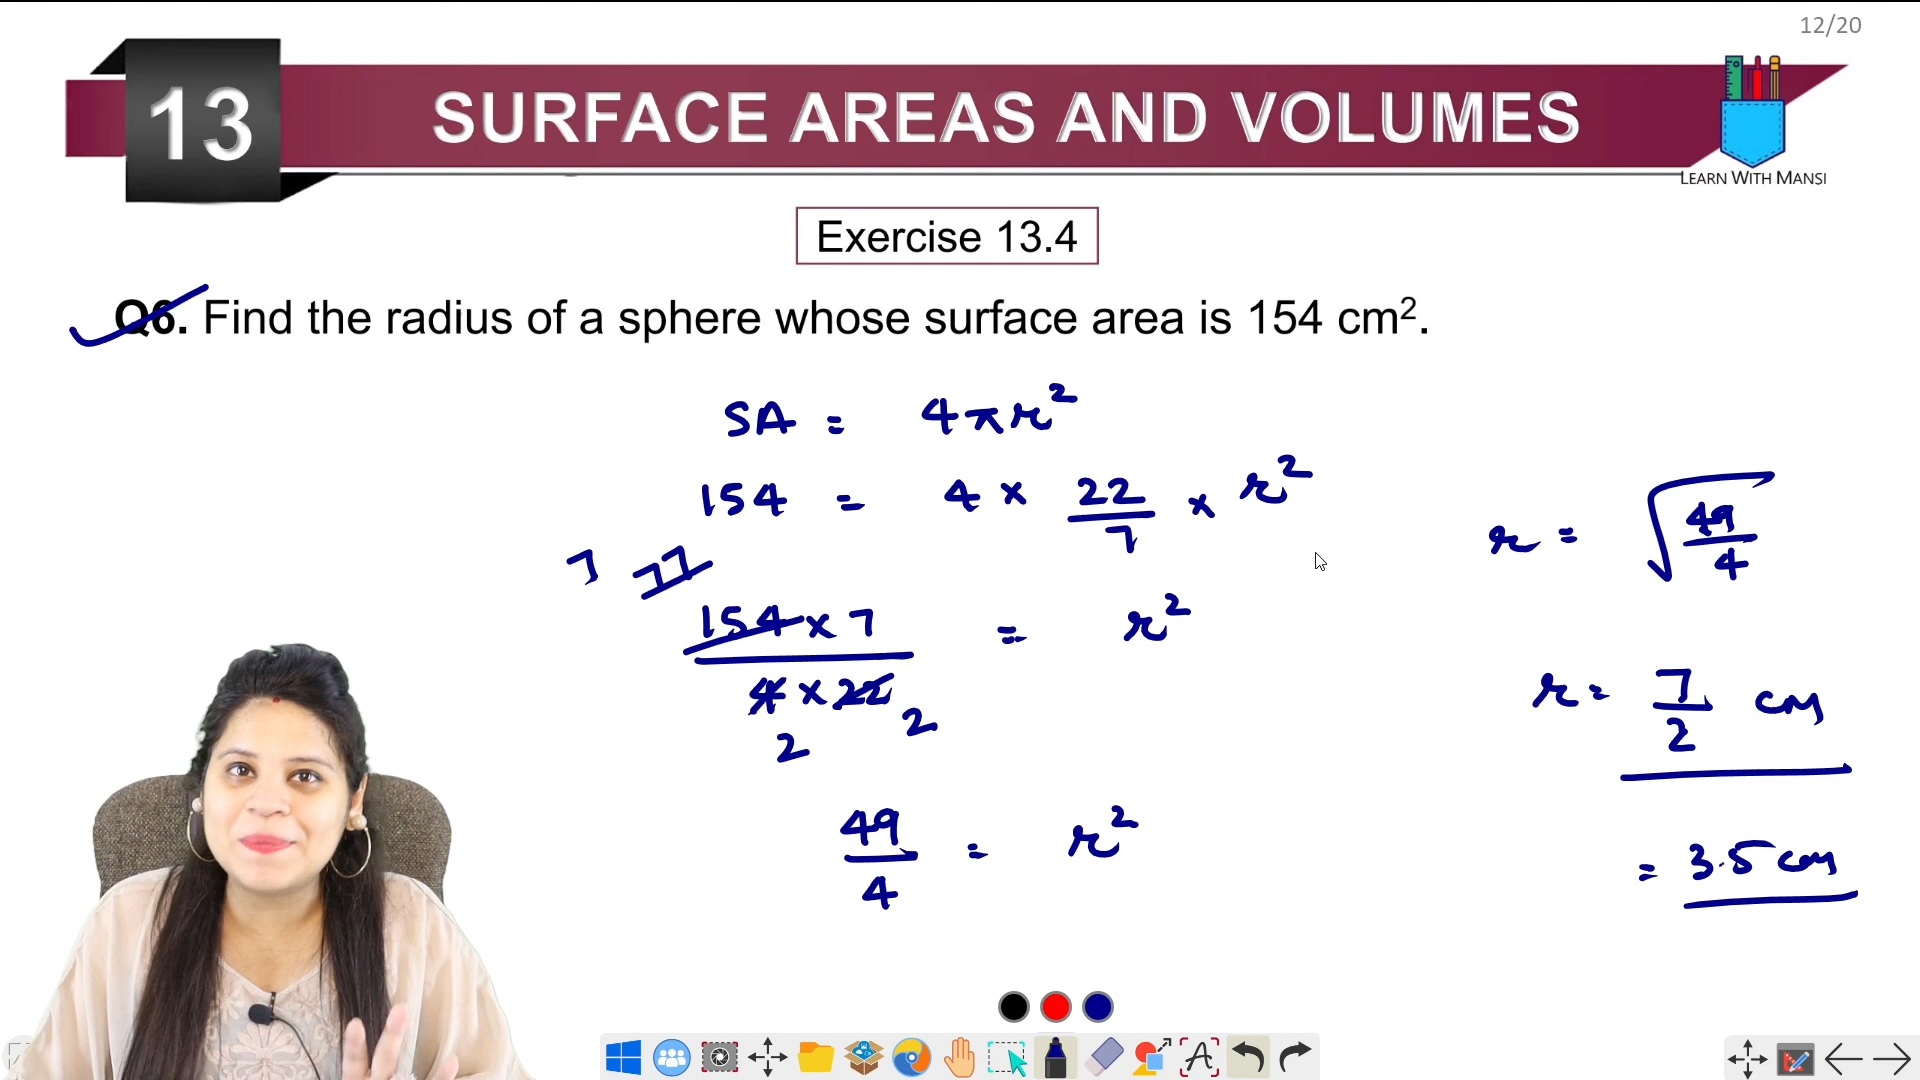 12/20
13 SURFACE AREAS AND VOLUMES
LEARN WITH MANSI
Exercise 13.4
Q6. Find the radius of a sphere whose surface area is 154 cm².
SA = 4πr²
154 = 4 × 22/7 × r²
7 77
154 × 7 / 4 × 22 = r²
2 2
49/4 = r²
r = √49/4
r = 7/2 cm
= 3.5 cm